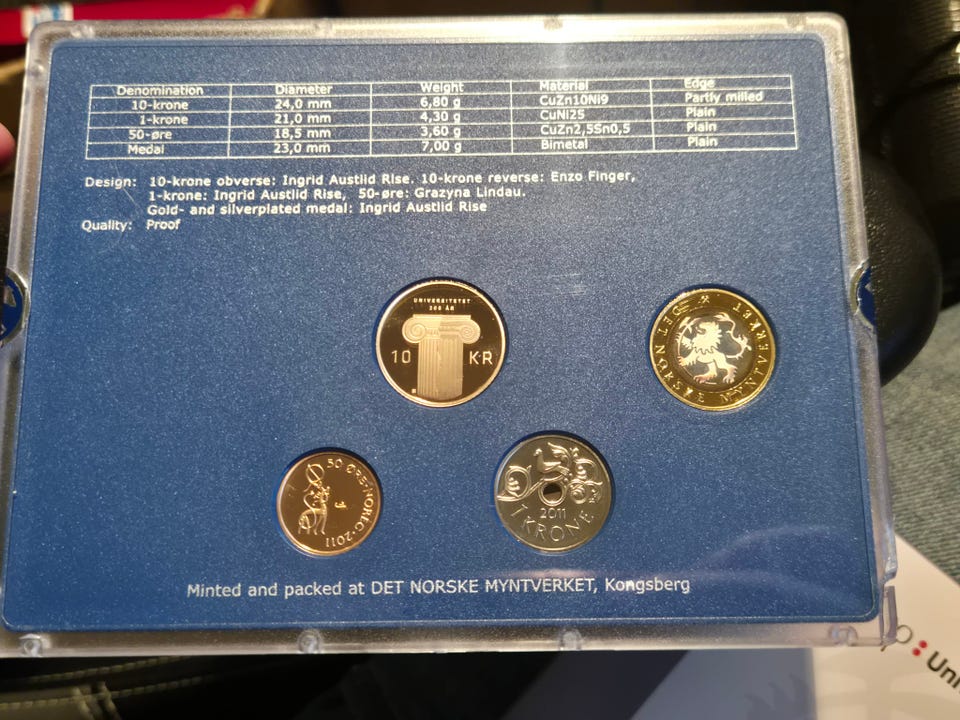 Denomination Diameter Weight Material Edge
10-krone 24,0 mm 6,80 g CuZn10Ni9 Partly milled
1-krone 21,0 mm 4,30 g CuNi25 Plain
50-øre 18,5 mm 3,60 g CuZn2,5Sn0,5 Plain
Medal 23,0 mm 7,00 g Bimetal Plain
Design: 10-krone obverse: Ingrid Austlid Rise. 10-krone reverse: Enzo Finger,
1-krone: Ingrid Austlid Rise, 50-øre: Grazyna Lindau.
Gold- and silverplated medal: Ingrid Austlid Rise
Quality: Proof
UNIVERSITETET
200 ÅR
10 KR
DET NORSKE MYNTVERKET
50 ØRE·NOREG·2011
2011
1 KRONE
Minted and packed at DET NORSKE MYNTVERKET, Kongsberg